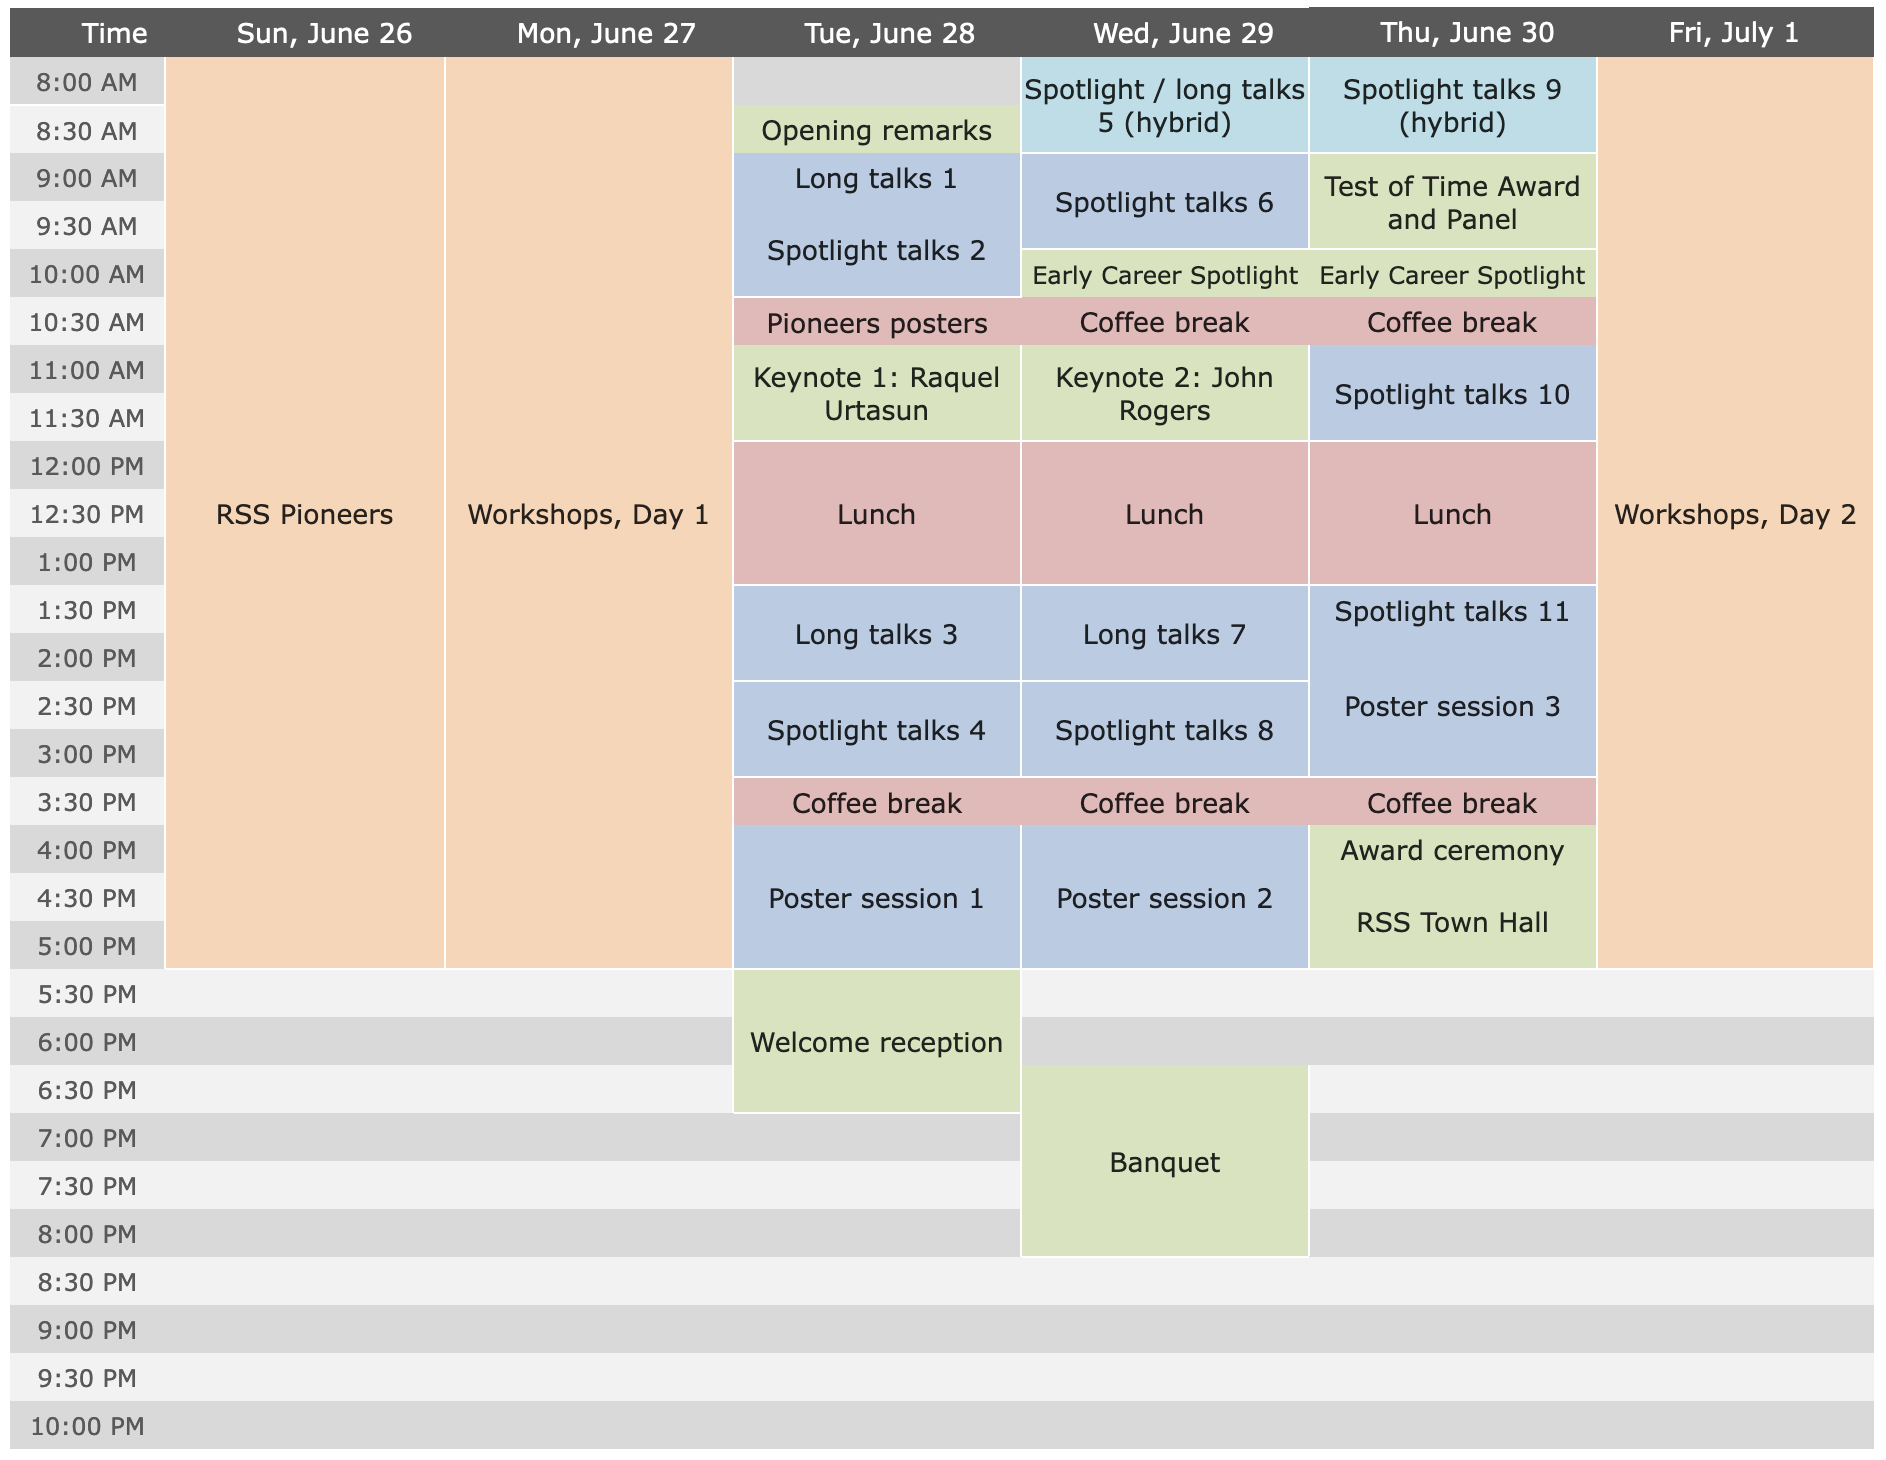 Time Sun, June 26 Mon, June 27 Tue, June 28 Wed, June 29 Thu, June 30 Fri, July 1
8:00 AM
8:30 AM
9:00 AM
9:30 AM
10:00 AM
10:30 AM
11:00 AM
11:30 AM
12:00 PM
12:30 PM
1:00 PM
1:30 PM
2:00 PM
2:30 PM
3:00 PM
3:30 PM
4:00 PM
4:30 PM
5:00 PM
5:30 PM
6:00 PM
6:30 PM
7:00 PM
7:30 PM
8:00 PM
8:30 PM
9:00 PM
9:30 PM
10:00 PM
RSS Pioneers
Workshops, Day 1
Opening remarks
Long talks 1
Spotlight talks 2
Pioneers posters
Keynote 1: Raquel
Urtasun
Lunch
Long talks 3
Spotlight talks 4
Coffee break
Poster session 1
Welcome reception
Spotlight / long talks
5 (hybrid)
Spotlight talks 6
Early Career Spotlight
Coffee break
Keynote 2: John
Rogers
Lunch
Long talks 7
Spotlight talks 8
Coffee break
Poster session 2
Banquet
Spotlight talks 9
(hybrid)
Test of Time Award
and Panel
Early Career Spotlight
Coffee break
Spotlight talks 10
Lunch
Spotlight talks 11
Poster session 3
Coffee break
Award ceremony
RSS Town Hall
Workshops, Day 2